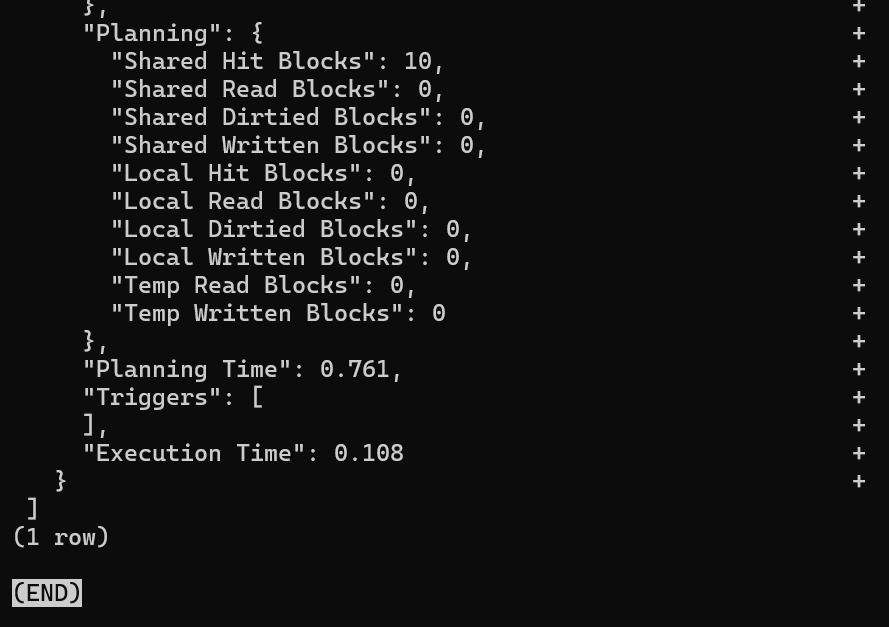 },                                                     +
"Planning": {                                          +
"Shared Hit Blocks": 10,                               +
"Shared Read Blocks": 0,                               +
"Shared Dirtied Blocks": 0,                            +
"Shared Written Blocks": 0,                            +
"Local Hit Blocks": 0,                                 +
"Local Read Blocks": 0,                                +
"Local Dirtied Blocks": 0,                             +
"Local Written Blocks": 0,                             +
"Temp Read Blocks": 0,                                 +
"Temp Written Blocks": 0                               +
},                                                     +
"Planning Time": 0.761,                                +
"Triggers": [                                          +
],                                                     +
"Execution Time": 0.108                                +
}                                                      +
]
(1 row)
(END)